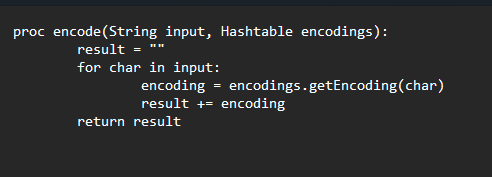 proc encode(String input, Hashtable encodings):
        result = ""
        for char in input:
                encoding = encodings.getEncoding(char)
                result += encoding
        return result